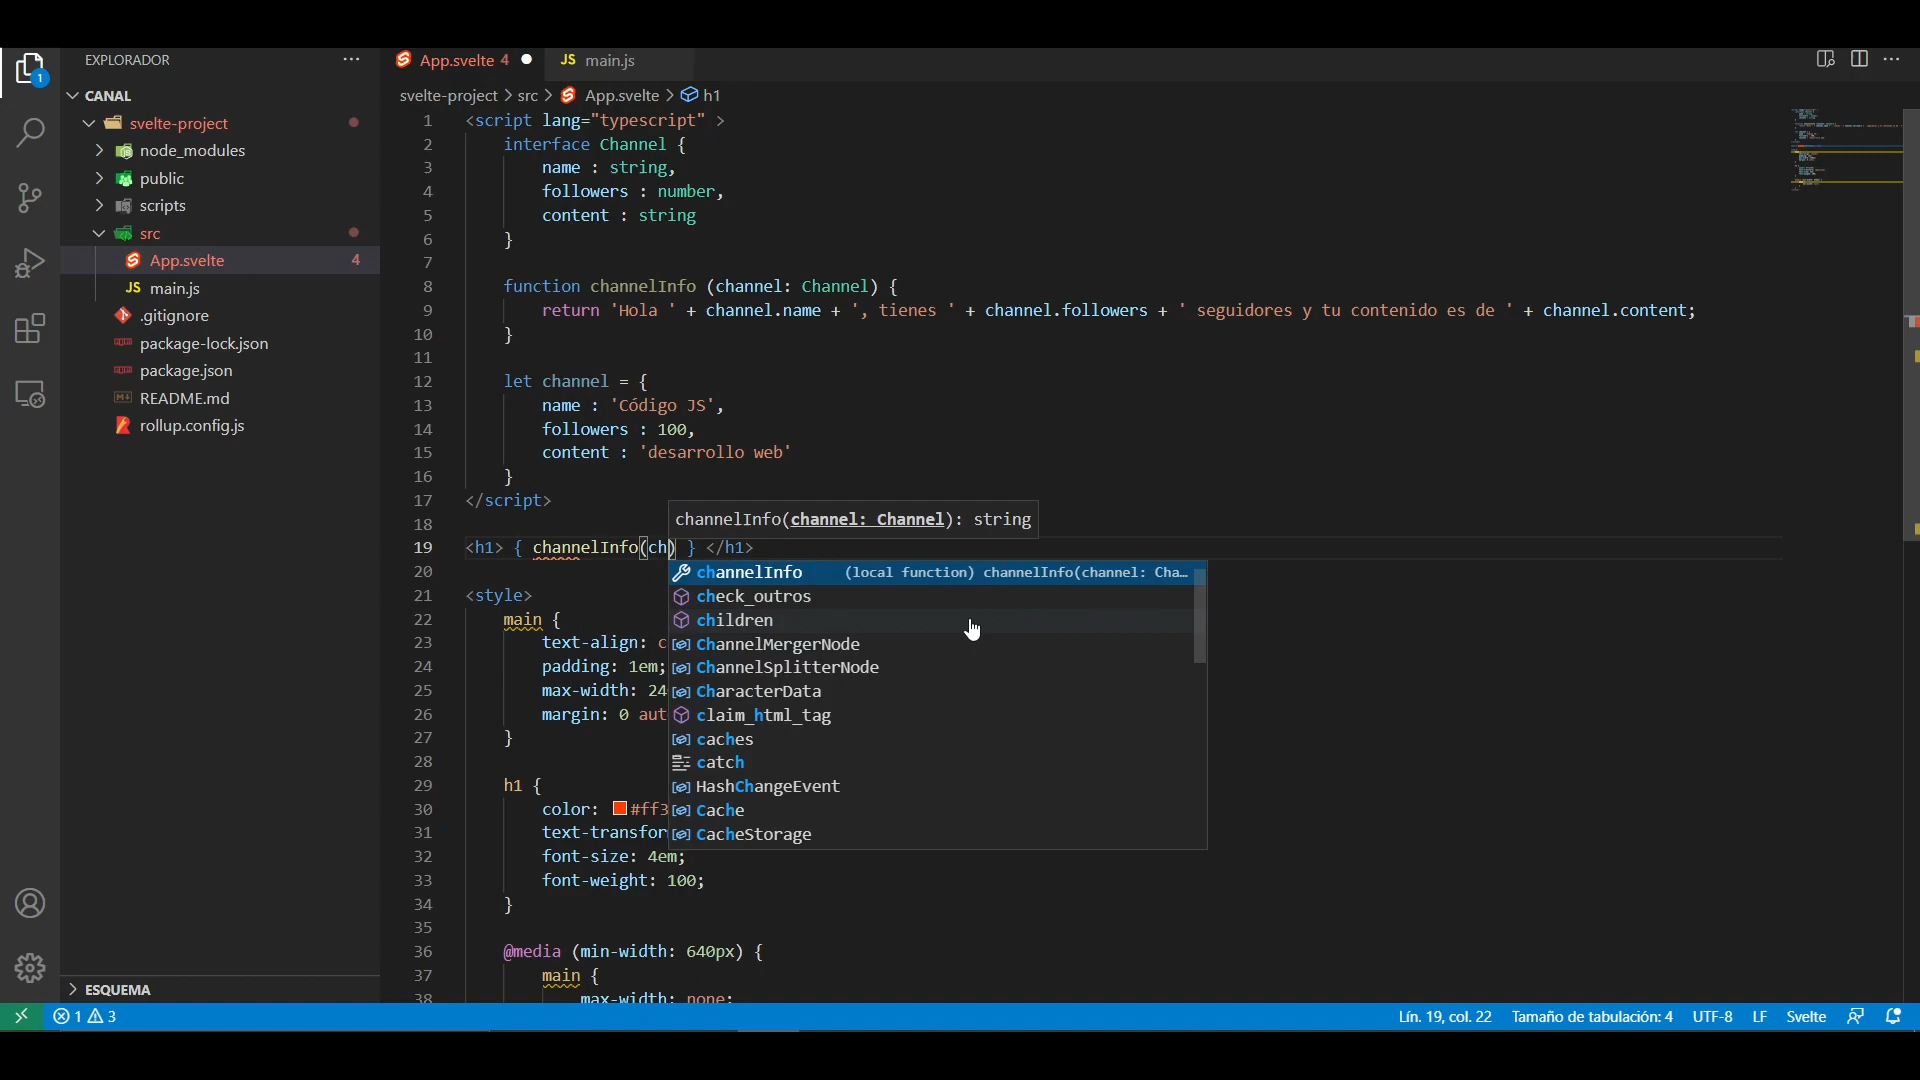 EXPLORADOR
CANAL
svelte-project
node_modules
public
scripts
src
App.svelte 4
JS main.js
.gitignore
package-lock.json
package.json
README.md
rollup.config.js
ESQUEMA
App.svelte 4
JS main.js
svelte-project > src > App.svelte > h1
1 <script lang="typescript" >
2 interface Channel {
3 name : string,
4 followers : number,
5 content : string
6 }
7
8 function channelInfo (channel: Channel) {
9 return 'Hola ' + channel.name + ', tienes ' + channel.followers + ' seguidores y tu contenido es de ' + channel.content;
10 }
11
12 let channel = {
13 name : 'Código JS',
14 followers : 100,
15 content : 'desarrollo web'
16 }
17 </script>
18
channelInfo(channel: Channel): string
19 <h1> { channelInfo(ch) } </h1>
20
21 <style>
22 main {
23 text-align: c
24 padding: 1em;
25 max-width: 24
26 margin: 0 aut
27 }
28
29 h1 {
30 color: #ff3
31 text-transfor
32 font-size: 4em;
33 font-weight: 100;
34 }
35
36 @media (min-width: 640px) {
37 main {
38 max-width: none;
channelInfo (local function) channelInfo(channel: Cha…
check_outros
children
ChannelMergerNode
ChannelSplitterNode
CharacterData
claim_html_tag
caches
catch
HashChangeEvent
Cache
CacheStorage
1
1 3
Lín. 19, col. 22 Tamaño de tabulación: 4 UTF-8 LF Svelte